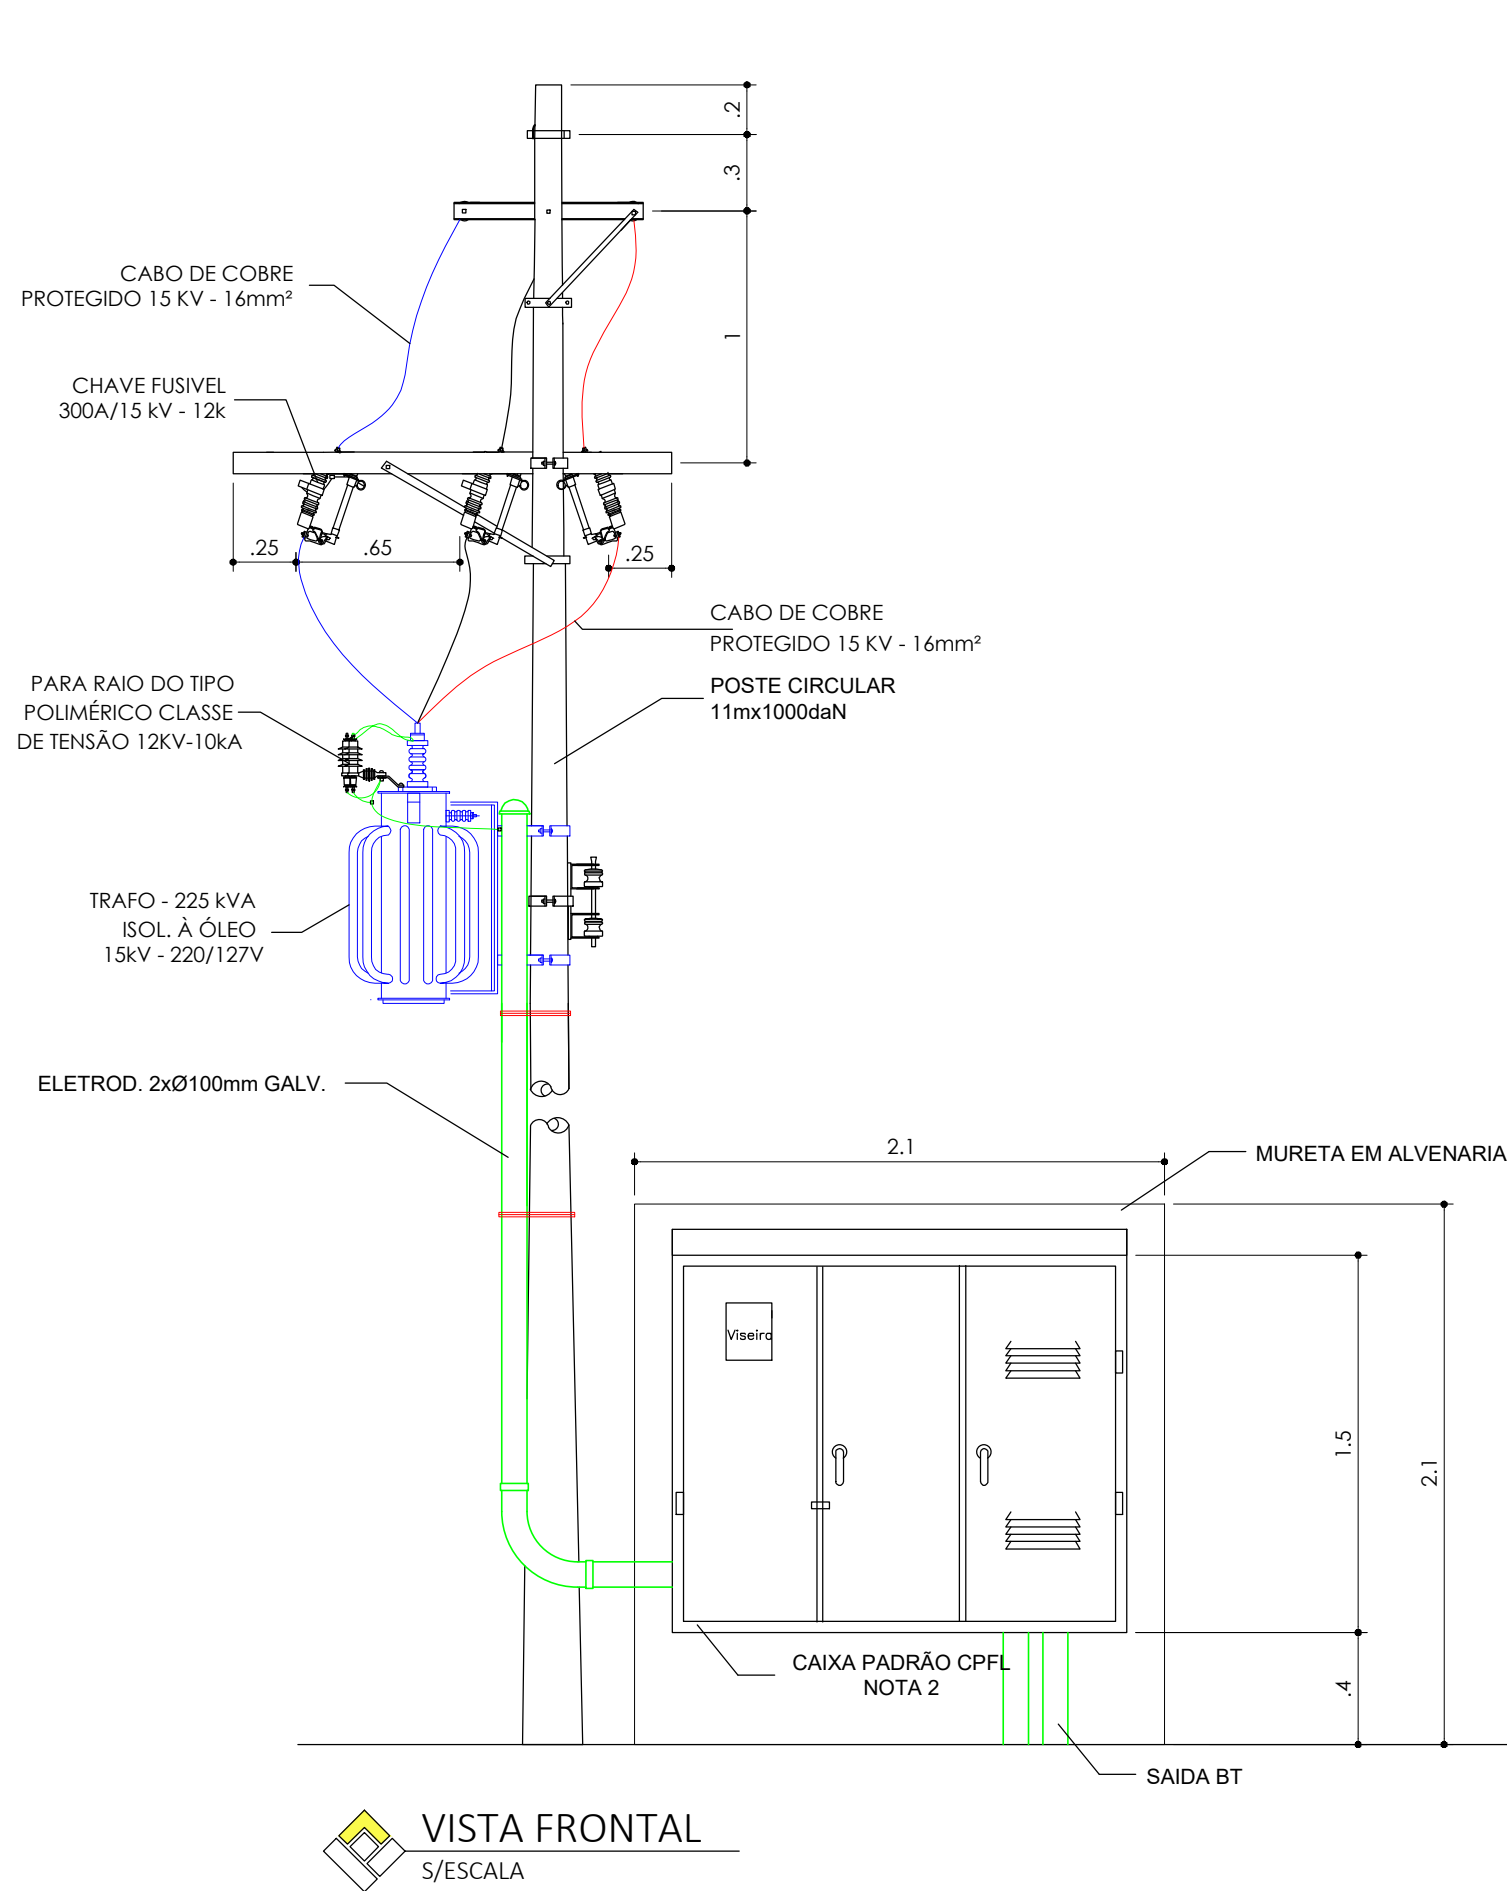 .2
.3
CABO DE COBRE
PROTEGIDO 15 KV - 16mm²
1
CHAVE FUSIVEL
300A/15 kV - 12k
.25
.65
.25
CABO DE COBRE
PROTEGIDO 15 KV - 16mm²
PARA RAIO DO TIPO
POLIMÉRICO CLASSE
DE TENSÃO 12KV-10kA
POSTE CIRCULAR
11mx1000daN
TRAFO - 225 kVA
ISOL. À ÓLEO
15kV - 220/127V
ELETROD. 2xØ100mm GALV.
2.1
MURETA EM ALVENARIA
Viseira
1.5
2.1
CAIXA PADRÃO CPFL
NOTA 2
.4
SAIDA BT
VISTA FRONTAL
S/ESCALA